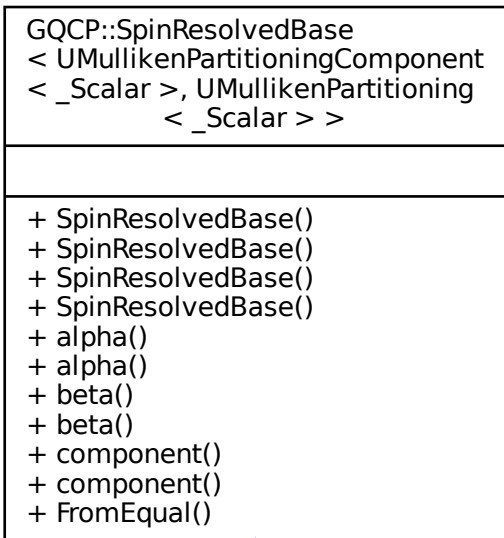 GQCP::SpinResolvedBase
< UMullikenPartitioningComponent
< _Scalar >, UMullikenPartitioning
< _Scalar > >
+ SpinResolvedBase()
+ SpinResolvedBase()
+ SpinResolvedBase()
+ SpinResolvedBase()
+ alpha()
+ alpha()
+ beta()
+ beta()
+ component()
+ component()
+ FromEqual()